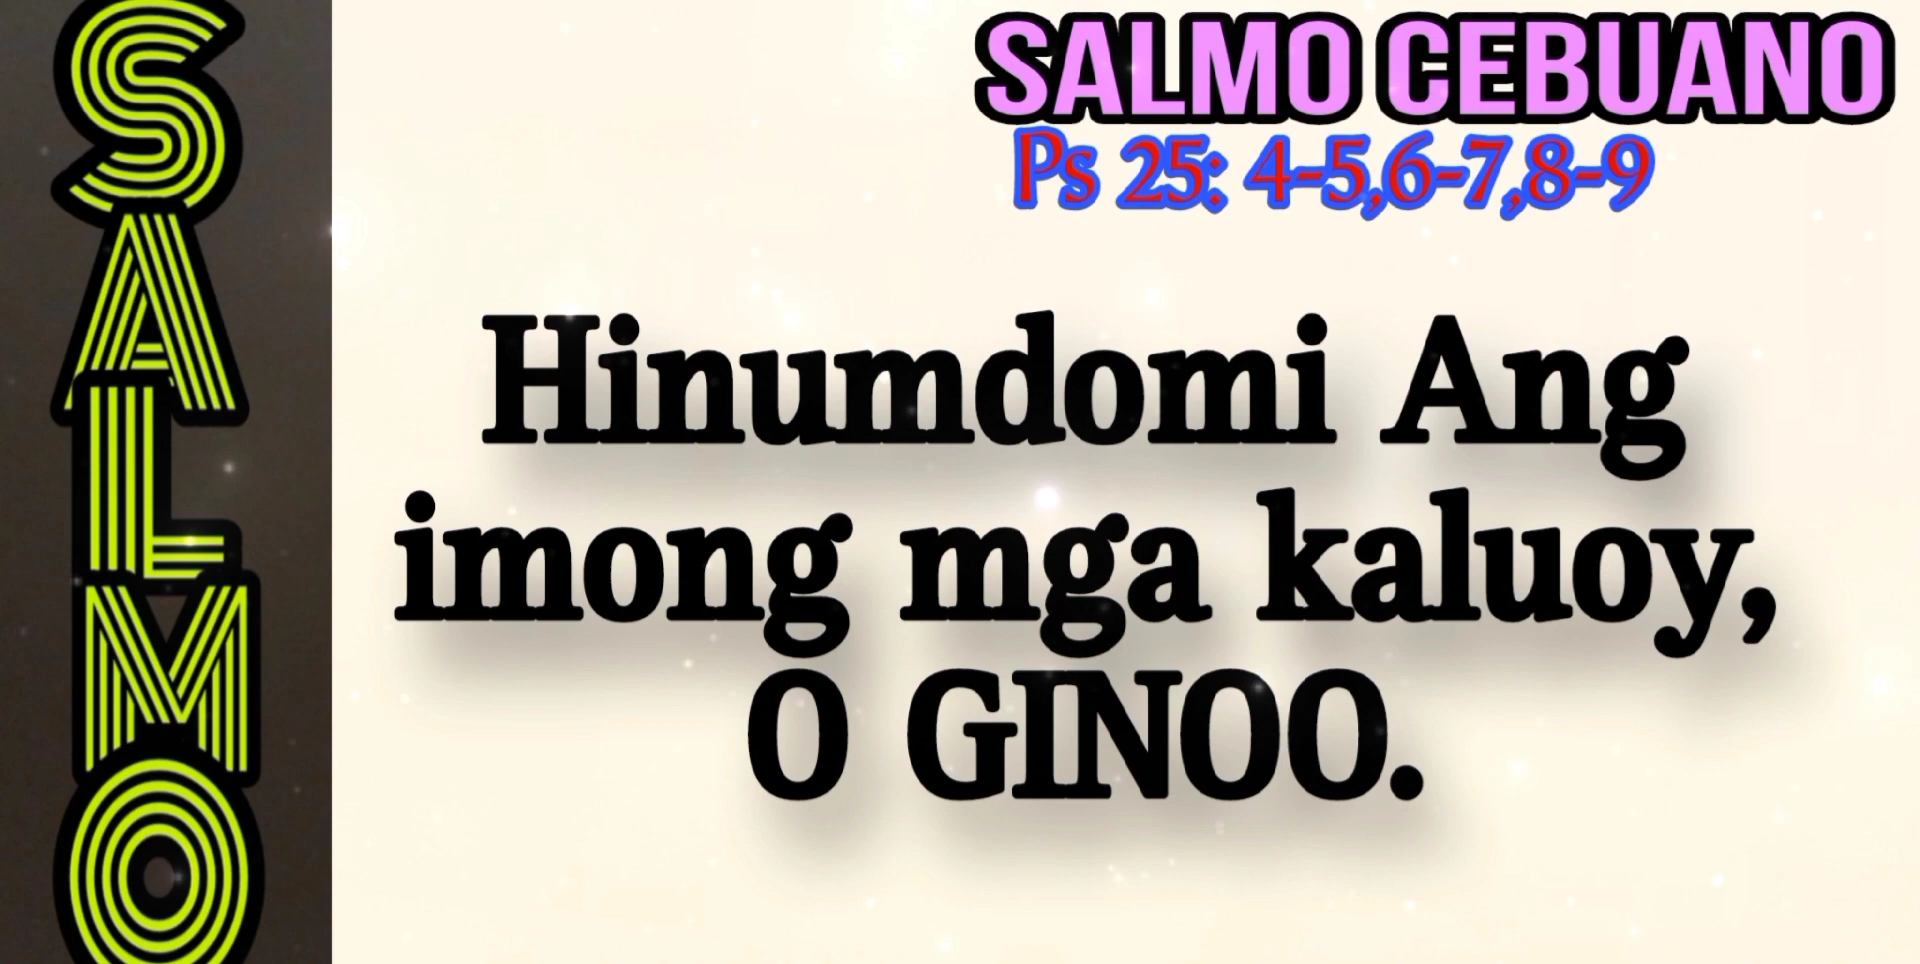 SALMO
SALMO CEBUANO
Ps 25: 4-5,6-7,8-9
Hinumdomi Ang
imong mga kaluoy,
O GINOO.